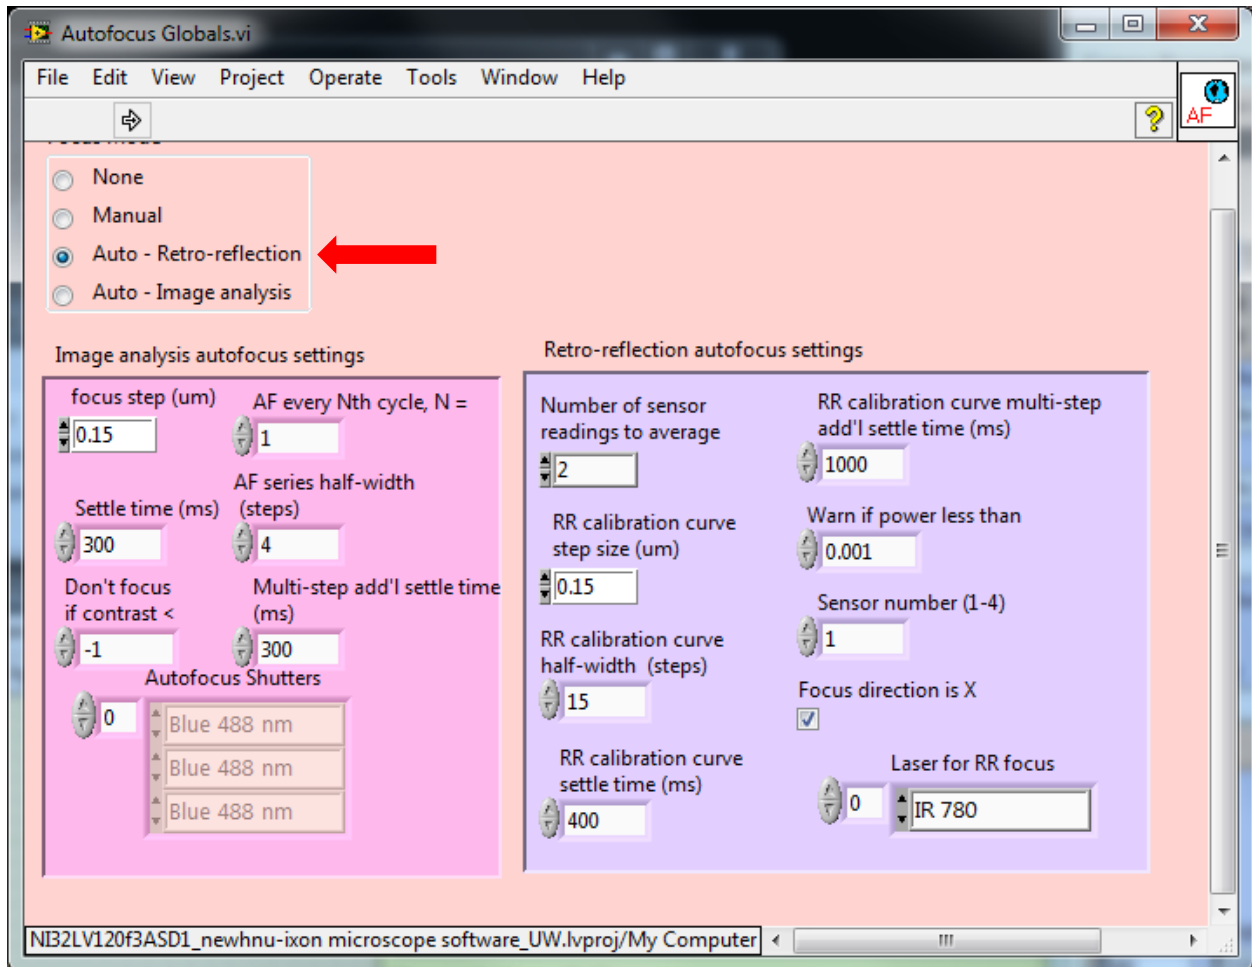 Autofocus Globals.vi
File Edit View Project Operate Tools Window Help
AF
None
Manual
Auto - Retro-reflection
Auto - Image analysis
Image analysis autofocus settings
focus step (um)
0.15
AF every Nth cycle, N =
1
Settle time (ms)
300
AF series half-width
(steps)
4
Don't focus
if contrast <
-1
Multi-step add'l settle time
(ms)
300
Autofocus Shutters
0
Blue 488 nm
Blue 488 nm
Blue 488 nm
Retro-reflection autofocus settings
Number of sensor
readings to average
2
RR calibration curve
step size (um)
0.15
RR calibration curve
half-width (steps)
15
RR calibration curve
settle time (ms)
400
RR calibration curve multi-step
add'l settle time (ms)
1000
Warn if power less than
0.001
Sensor number (1-4)
1
Focus direction is X
Laser for RR focus
0
IR 780
NI32LV120f3ASD1_newhnu-ixon microscope software_UW.lvproj/My Computer